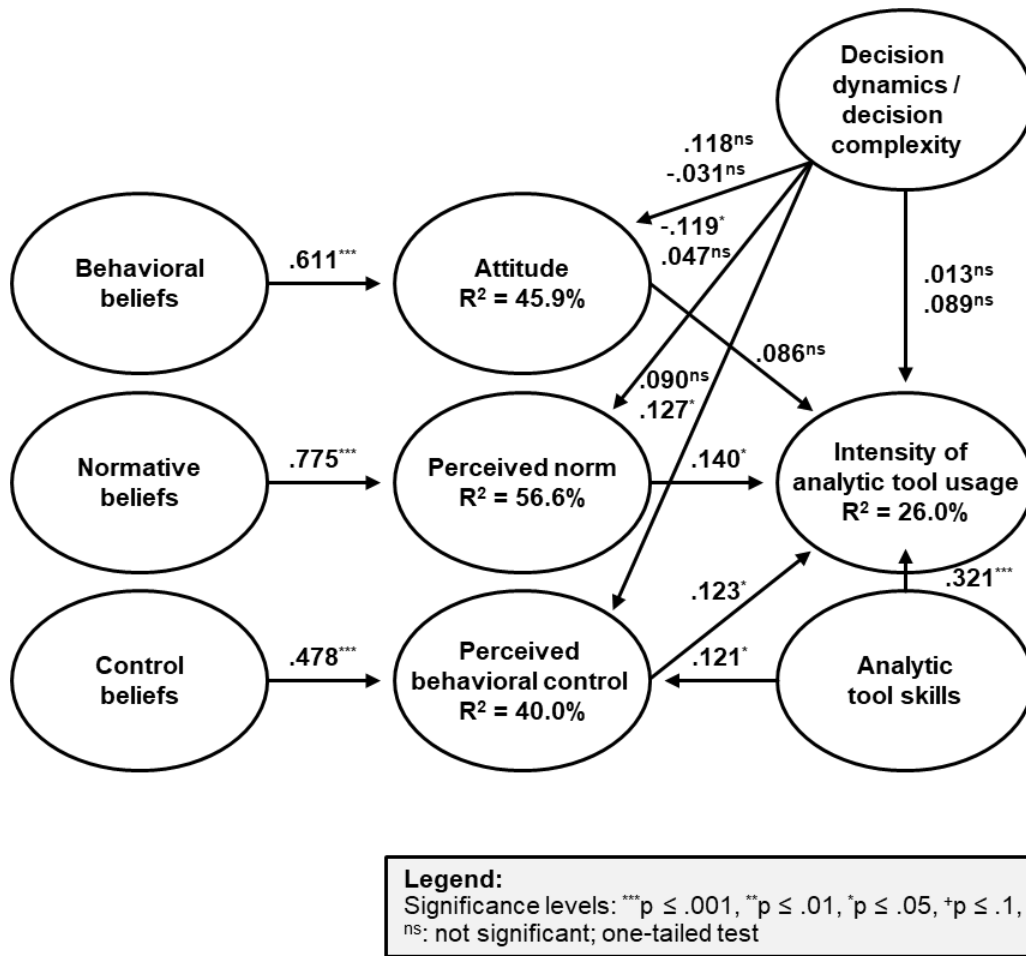 Decision
dynamics /
decision
complexity
.118ns
-.031ns
-.119*
.047ns
.013ns
.089ns
Behavioral
beliefs
.611***
Attitude
R2 = 45.9%
.086ns
.090ns
.127*
Normative
beliefs
.775***
Perceived norm
R2 = 56.6%
.140*
Intensity of
analytic tool usage
R2 = 26.0%
.123*
.321***
Control
beliefs
.478***
Perceived
behavioral control
R2 = 40.0%
.121*
Analytic
tool skills
Legend:
Significance levels: ***p ≤ .001, **p ≤ .01, *p ≤ .05, +p ≤ .1,
ns: not significant; one-tailed test